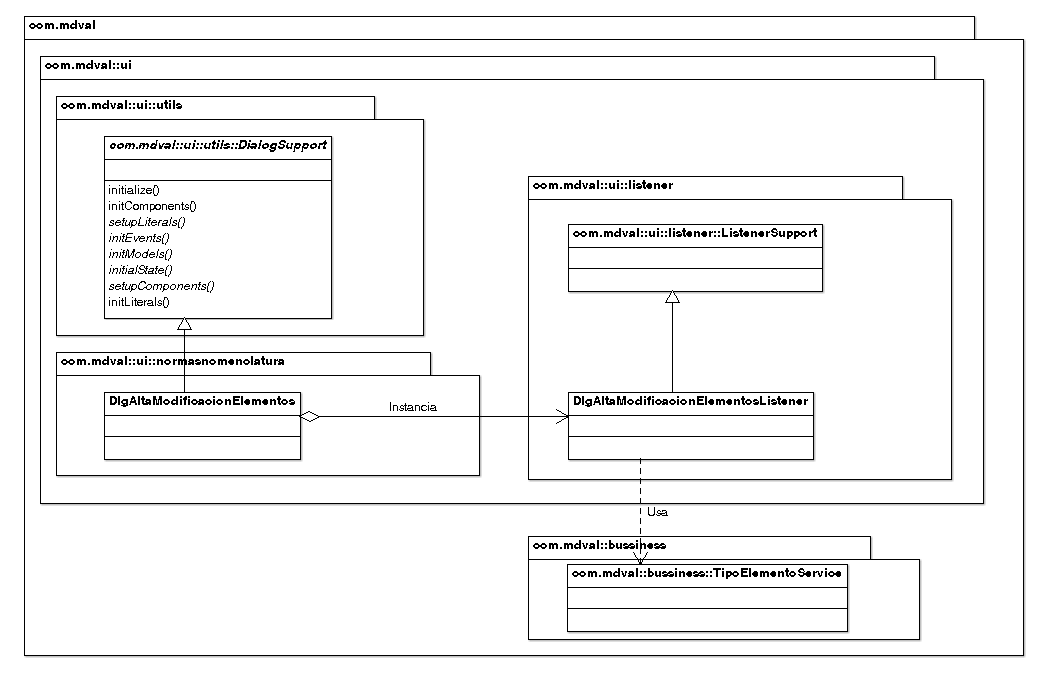 com.mdval
com.mdval::ui
com.mdval::ui::utils
com.mdval::ui::utils::DialogSupport
initialize()
initComponents()
setupLiterals()
initEvents()
initModels()
initialState()
setupComponents()
initLiterals()
com.mdval::ui::listener
com.mdval::ui::listener::ListenerSupport
com.mdval::ui::normasnomenclatura
DlgAltaModificacionElementos
Instancia
DlgAltaModificacionElementosListener
Usa
com.mdval::bussiness
com.mdval::bussiness::TipoElementoService